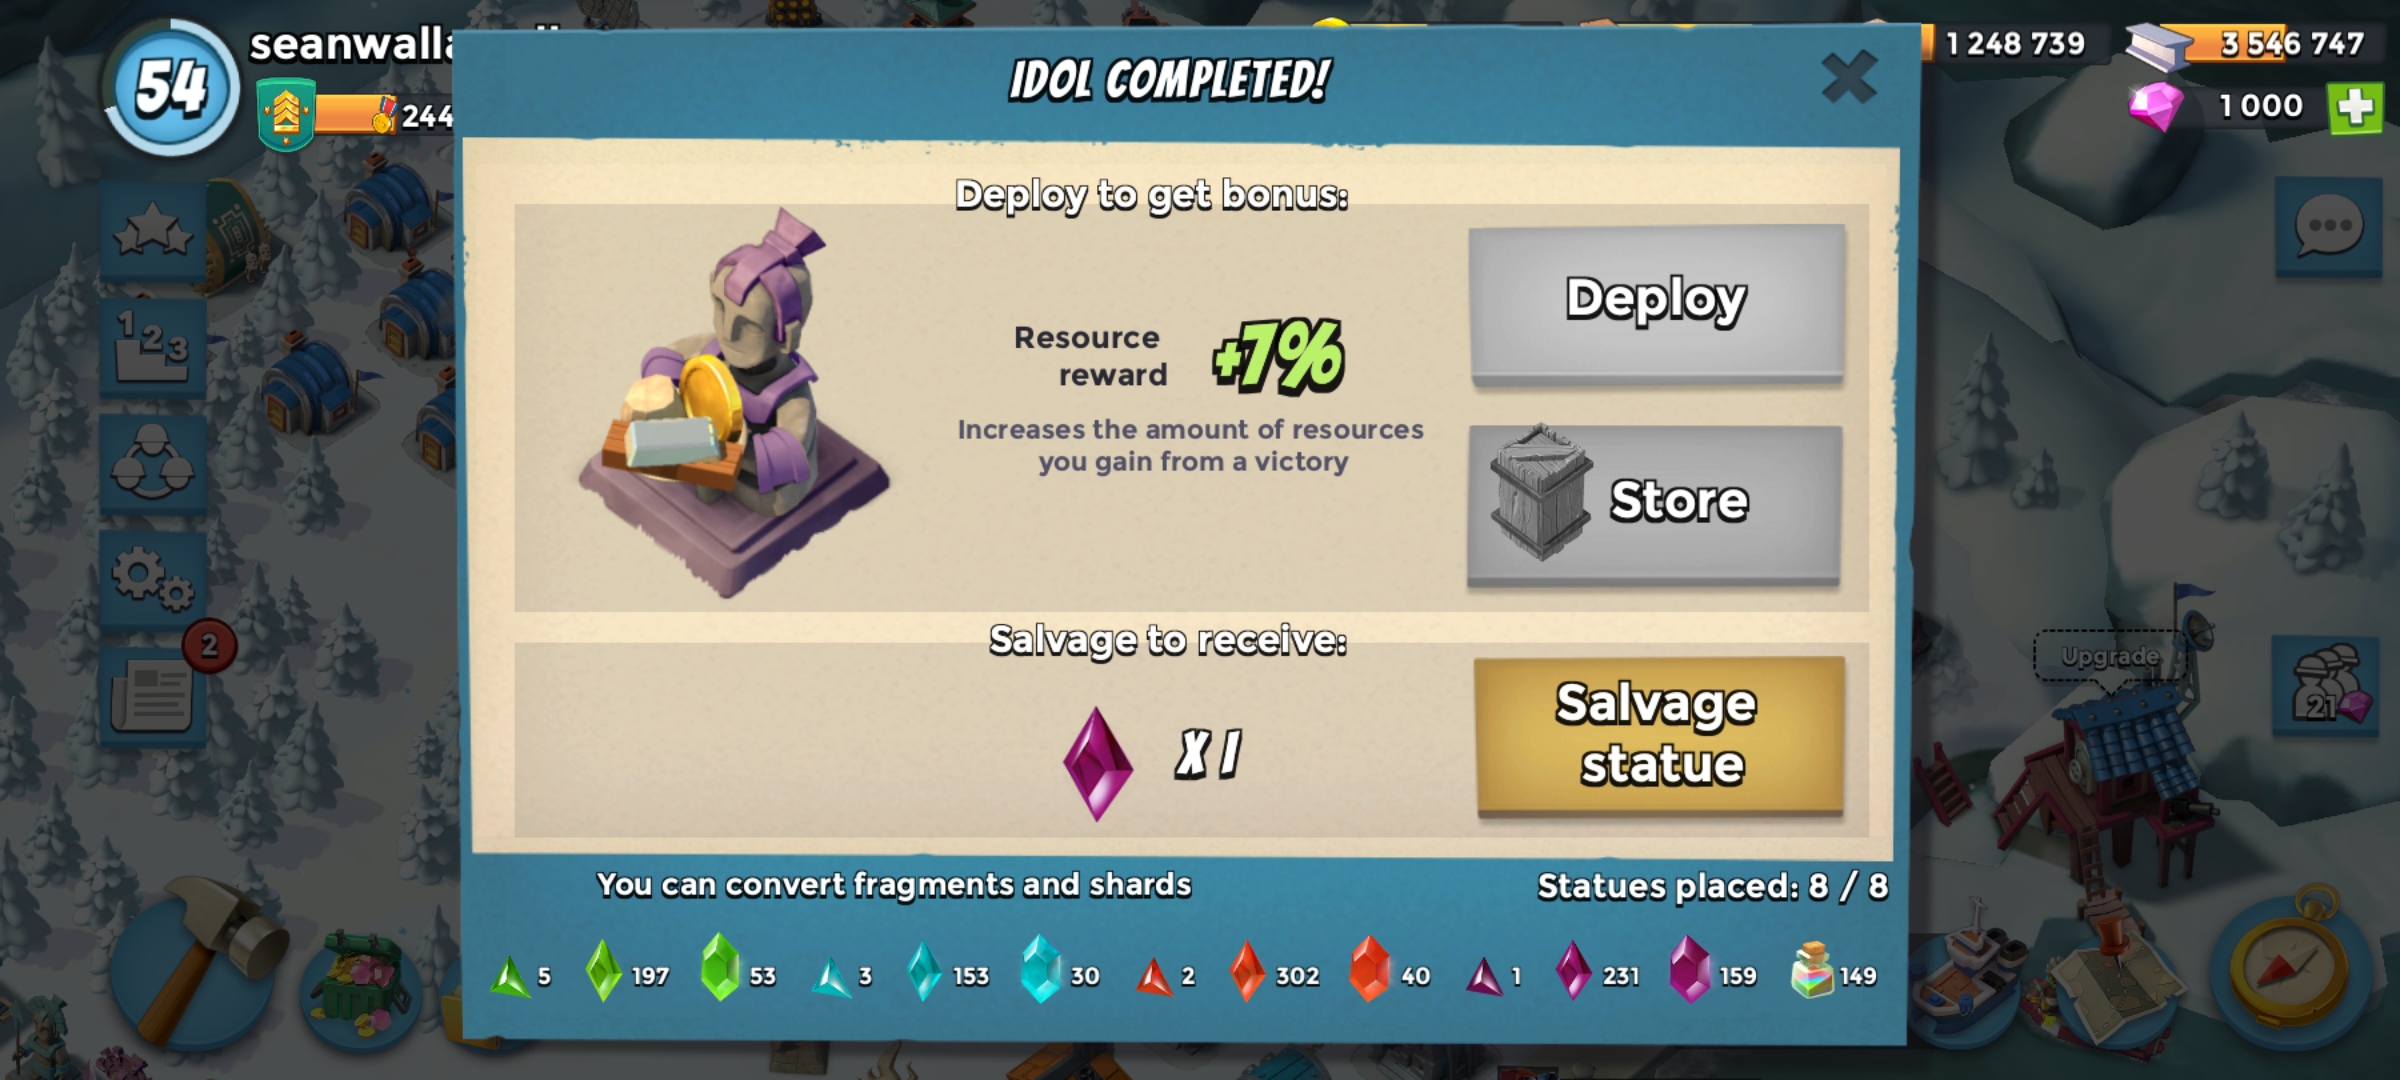 54
244
1 248 739
3 546 747
1 000
IDOL COMPLETED!
Deploy to get bonus:
Resource
reward
+7%
Increases the amount of resources
you gain from a victory
Deploy
Store
Salvage to receive:
X 1
Salvage
statue
You can convert fragments and shards
Statues placed: 8 / 8
5
197
53
3
153
30
2
302
40
1
231
159
149
123
2
Upgrade
21